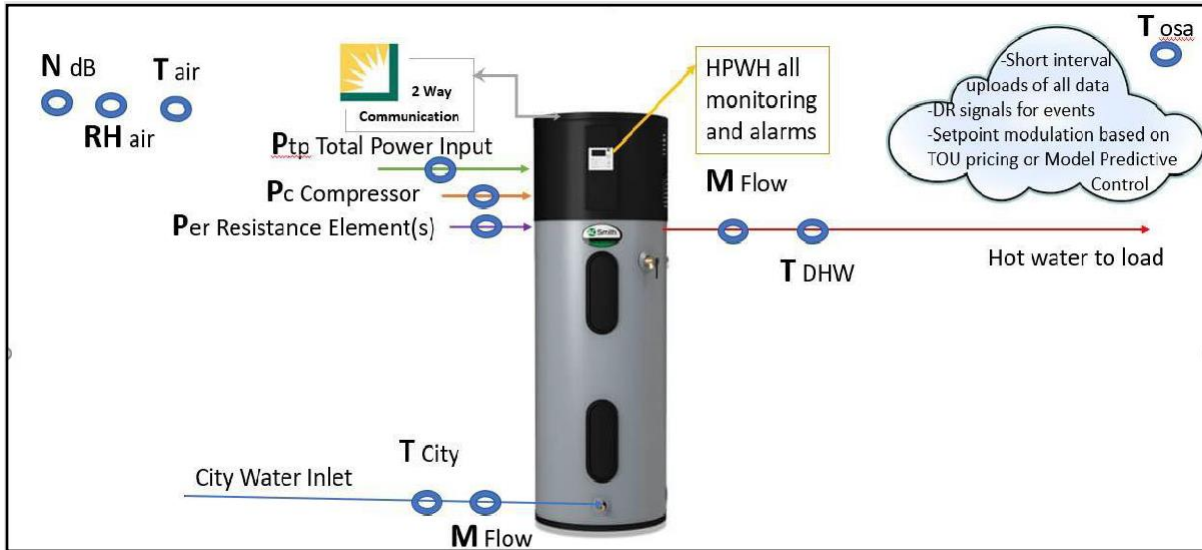 N dB
T air
RH air
2 Way
Communication
HPWH all
monitoring
and alarms
T osa
-Short interval
uploads of all data
-DR signals for events
-Setpoint modulation based on
TOU pricing or Model Predictive
Control
Ptp Total Power Input
Pc Compressor
Per Resistance Element(s)
M Flow
Smith
T DHW
Hot water to load
T City
City Water Inlet
M Flow